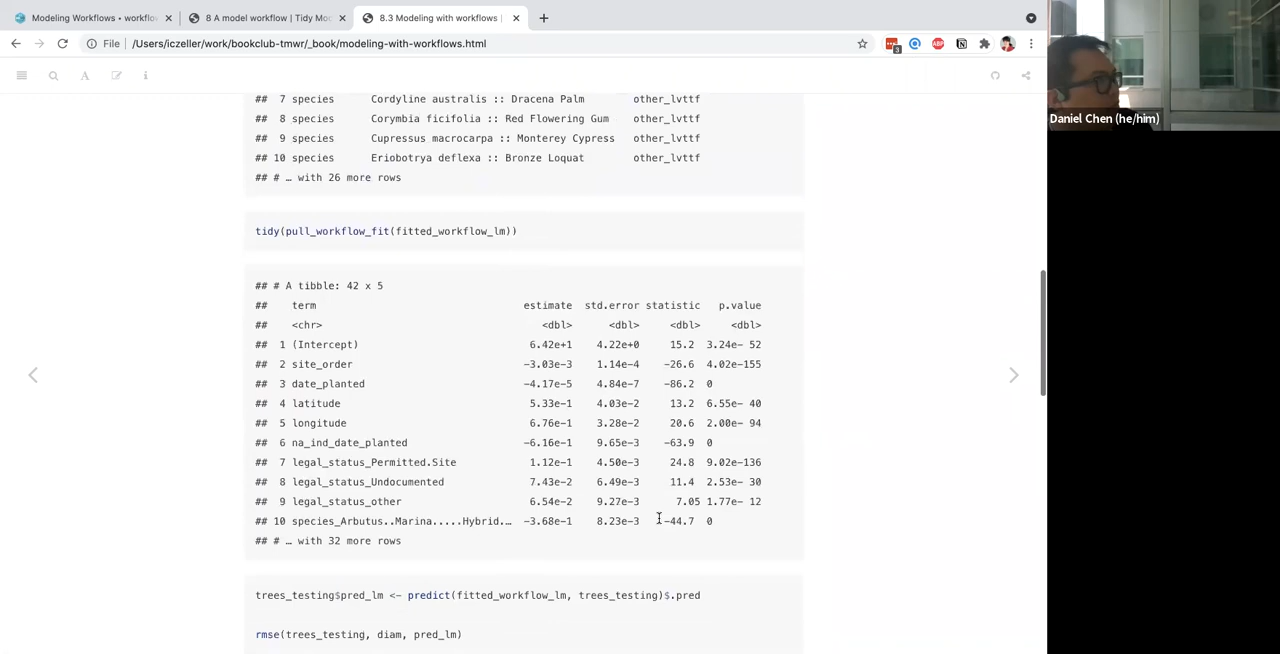 Modeling Workflows • workflow
8 A model workflow | Tidy Mod
8.3 Modeling with workflows |
File
/Users/iczeller/work/bookclub-tmwr/_book/modeling-with-workflows.html
3
ABP
Daniel Chen (he/him)
## 7 species Cordyline australis :: Dracena Palm other_lvttf
## 8 species Corymbia ficifolia :: Red Flowering Gum other_lvttf
## 9 species Cupressus macrocarpa :: Monterey Cypress other_lvttf
## 10 species Eriobotrya deflexa :: Bronze Loquat other_lvttf
## # … with 26 more rows
tidy(pull_workflow_fit(fitted_workflow_lm))
## # A tibble: 42 x 5
## term estimate std.error statistic p.value
## <chr> <dbl> <dbl> <dbl> <dbl>
## 1 (Intercept) 6.42e+1 4.22e+0 15.2 3.24e- 52
## 2 site_order -3.03e-3 1.14e-4 -26.6 4.02e-155
## 3 date_planted -4.17e-5 4.84e-7 -86.2 0
## 4 latitude 5.33e-1 4.03e-2 13.2 6.55e- 40
## 5 longitude 6.76e-1 3.28e-2 20.6 2.00e- 94
## 6 na_ind_date_planted -6.16e-1 9.65e-3 -63.9 0
## 7 legal_status_Permitted.Site 1.12e-1 4.50e-3 24.8 9.02e-136
## 8 legal_status_Undocumented 7.43e-2 6.49e-3 11.4 2.53e- 30
## 9 legal_status_other 6.54e-2 9.27e-3 7.05 1.77e- 12
## 10 species_Arbutus..Marina.....Hybrid.… -3.68e-1 8.23e-3 -44.7 0
## # … with 32 more rows
trees_testing$pred_lm <- predict(fitted_workflow_lm, trees_testing)$.pred
rmse(trees_testing, diam, pred_lm)